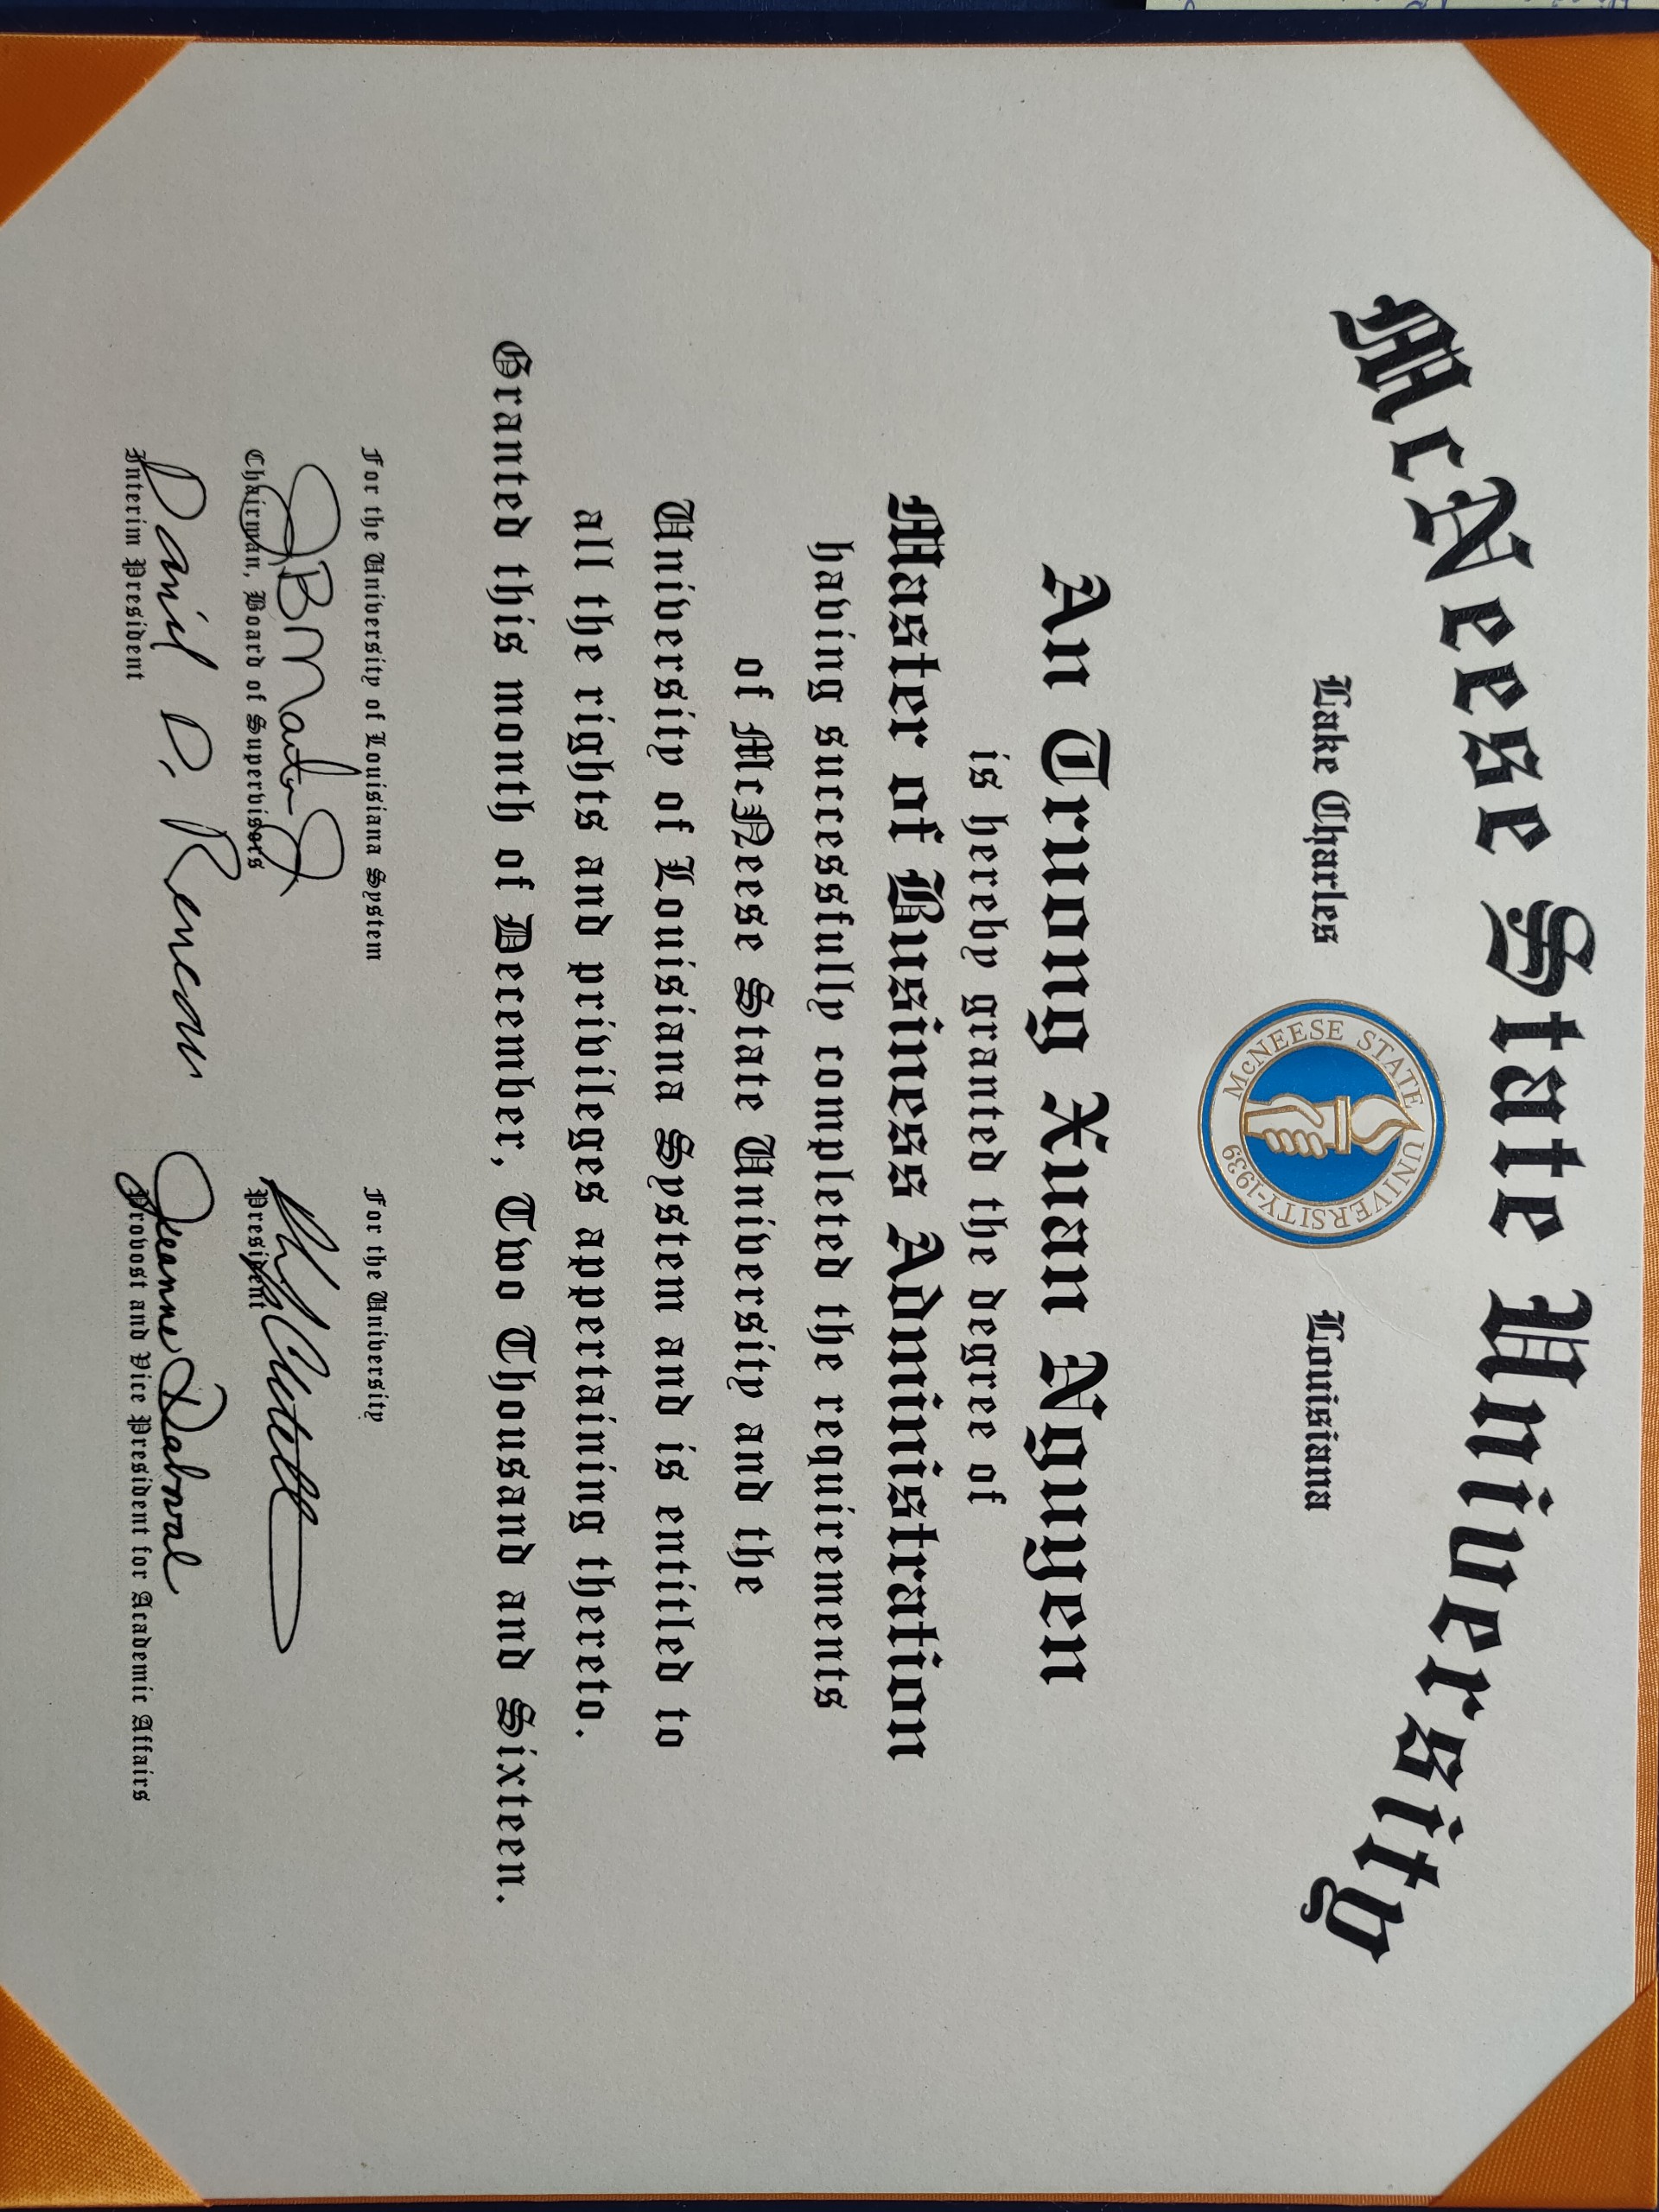 McNeese State University
Lake Charles Louisiana
McNEESE STATE UNIVERSITY-1939
An Truong Xuan Nguyen
is hereby granted the degree of
Master of Business Administration
having successfully completed the requirements
of McNeese State University and the
University of Louisiana System and is entitled to
all the rights and privileges appertaining thereto.
Granted this month of December, Two Thousand and Sixteen.
For the University of Louisiana System For the University
J B Martin Jr
Chairman, Board of Supervisors President
Daniel D. Reneau Jeanne Daboval
Interim President Provost and Vice President for Academic Affairs